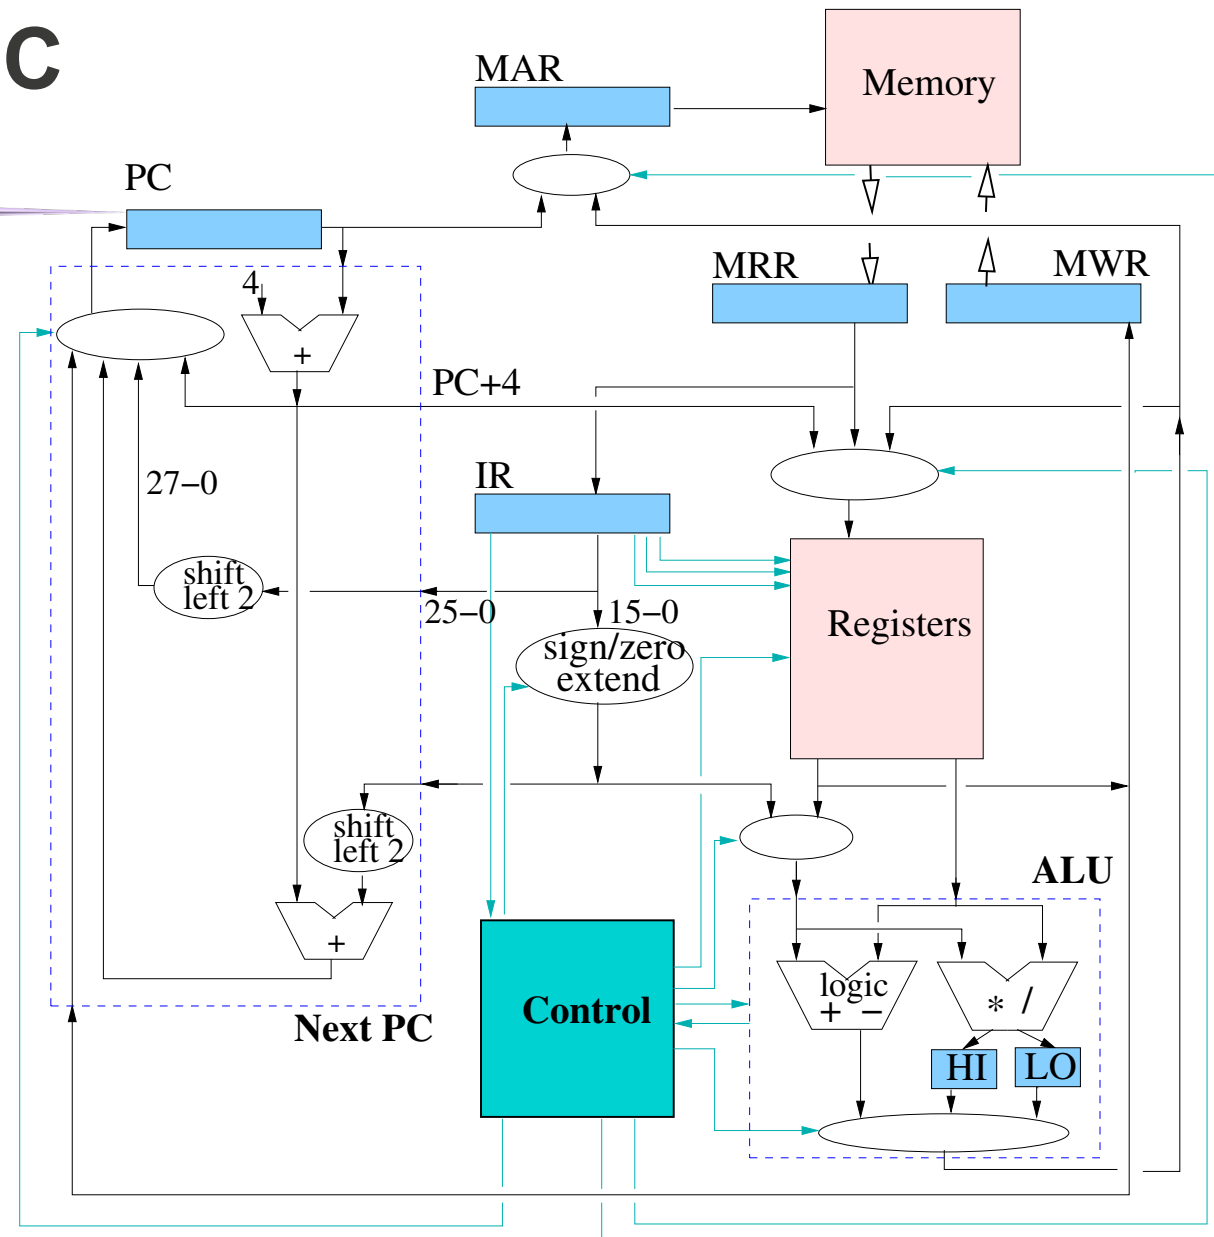 C
MAR
Memory
PC
MRR
MWR
4
+
PC+4
27−0
IR
shift
left 2
25−0
15−0
Registers
sign/zero
extend
shift
left 2
ALU
+
logic
+ −
* /
Control
Next PC
HI
LO